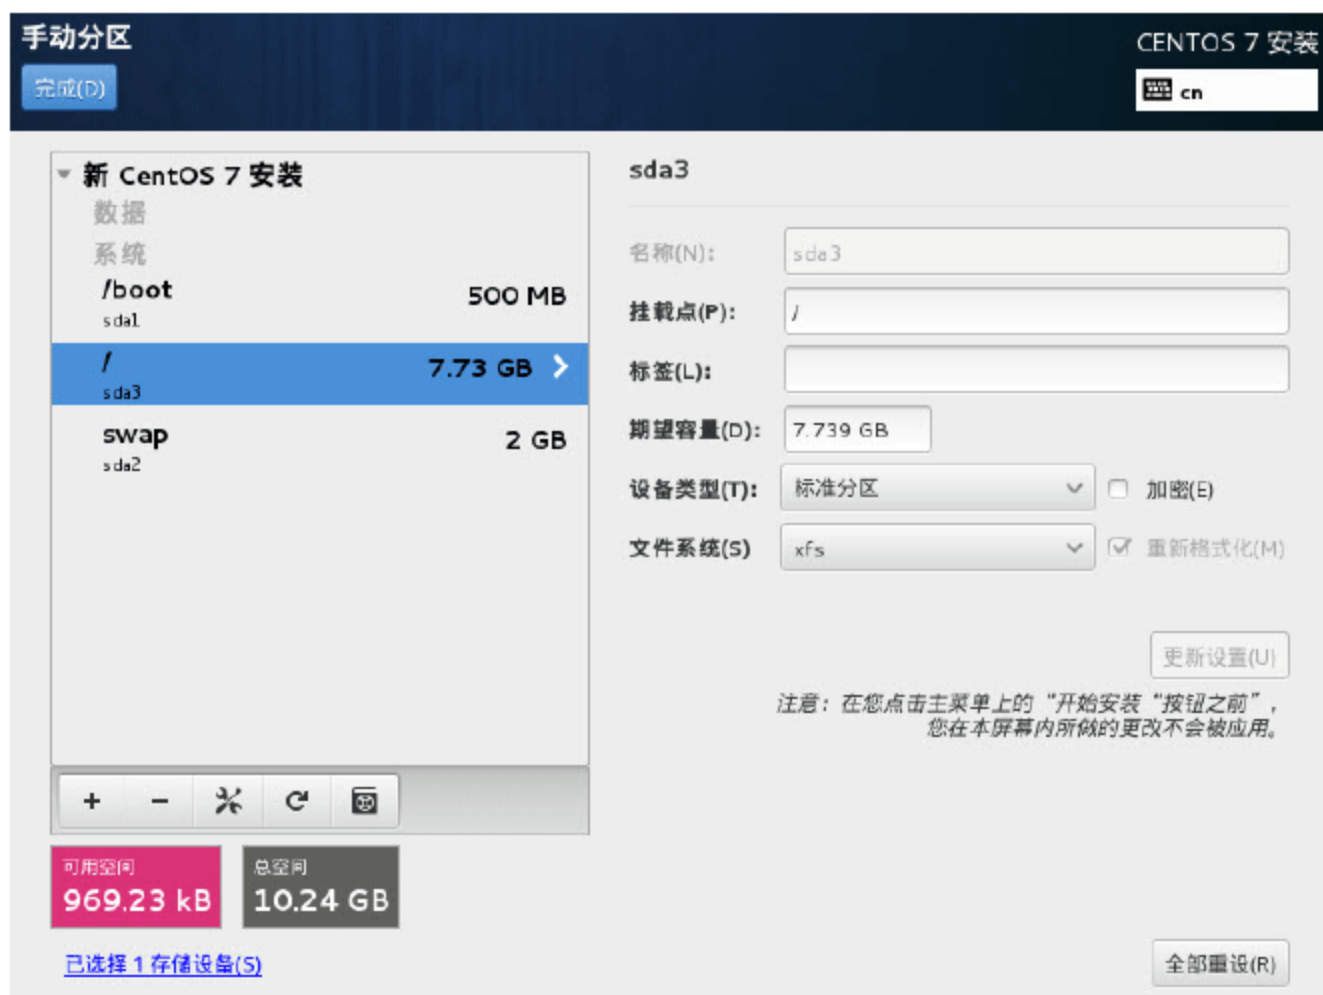 手动分区
CENTOS 7 安装
完成(D)
cn
新 CentOS 7 安装
数据
系统
/boot
500 MB
sda1
/
7.73 GB
sda3
swap
2 GB
sda2
sda3
名称(N):
sda3
挂载点(P):
/
标签(L):
期望容量(D):
7.739 GB
设备类型(T):
标准分区
加密(E)
文件系统(S)
xfs
重新格式化(M)
更新设置(U)
注意：在您点击主菜单上的“开始安装“按钮之前”，
您在本屏幕内所做的更改不会被应用。
+
-
可用空间
969.23 kB
总空间
10.24 GB
已选择 1 存储设备(S)
全部重设(R)